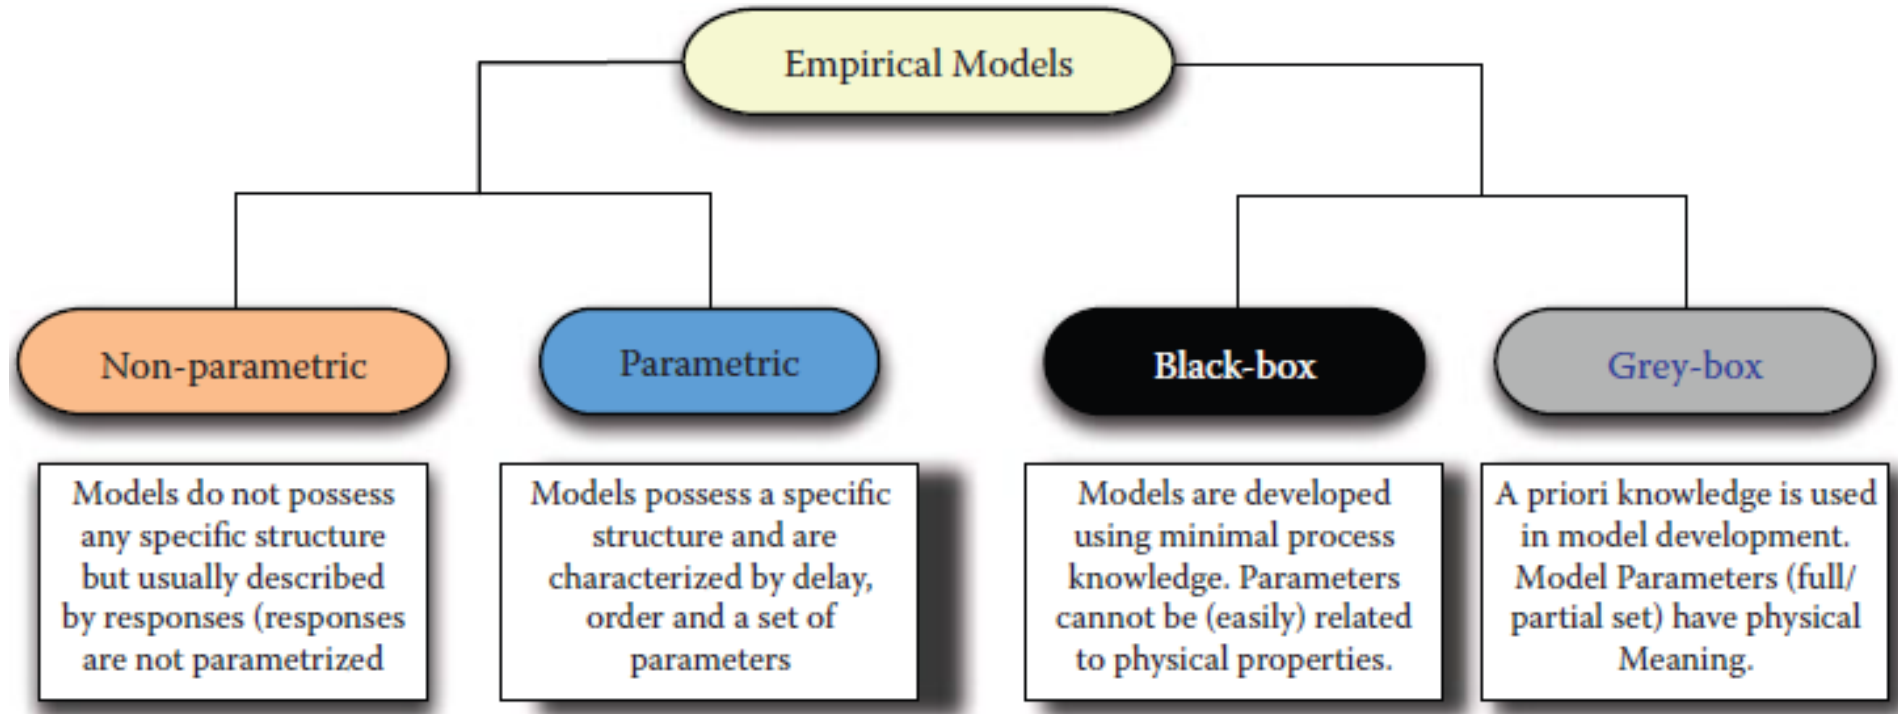 Empirical Models
Non-parametric
Parametric
Black-box
Grey-box
Models do not possess
any specific structure
but usually described
by responses (responses
are not parametrized
Models possess a specific
structure and are
characterized by delay,
order and a set of
parameters
Models are developed
using minimal process
knowledge. Parameters
cannot be (easily) related
to physical properties.
A priori knowledge is used
in model development.
Model Parameters (full/
partial set) have physical
Meaning.